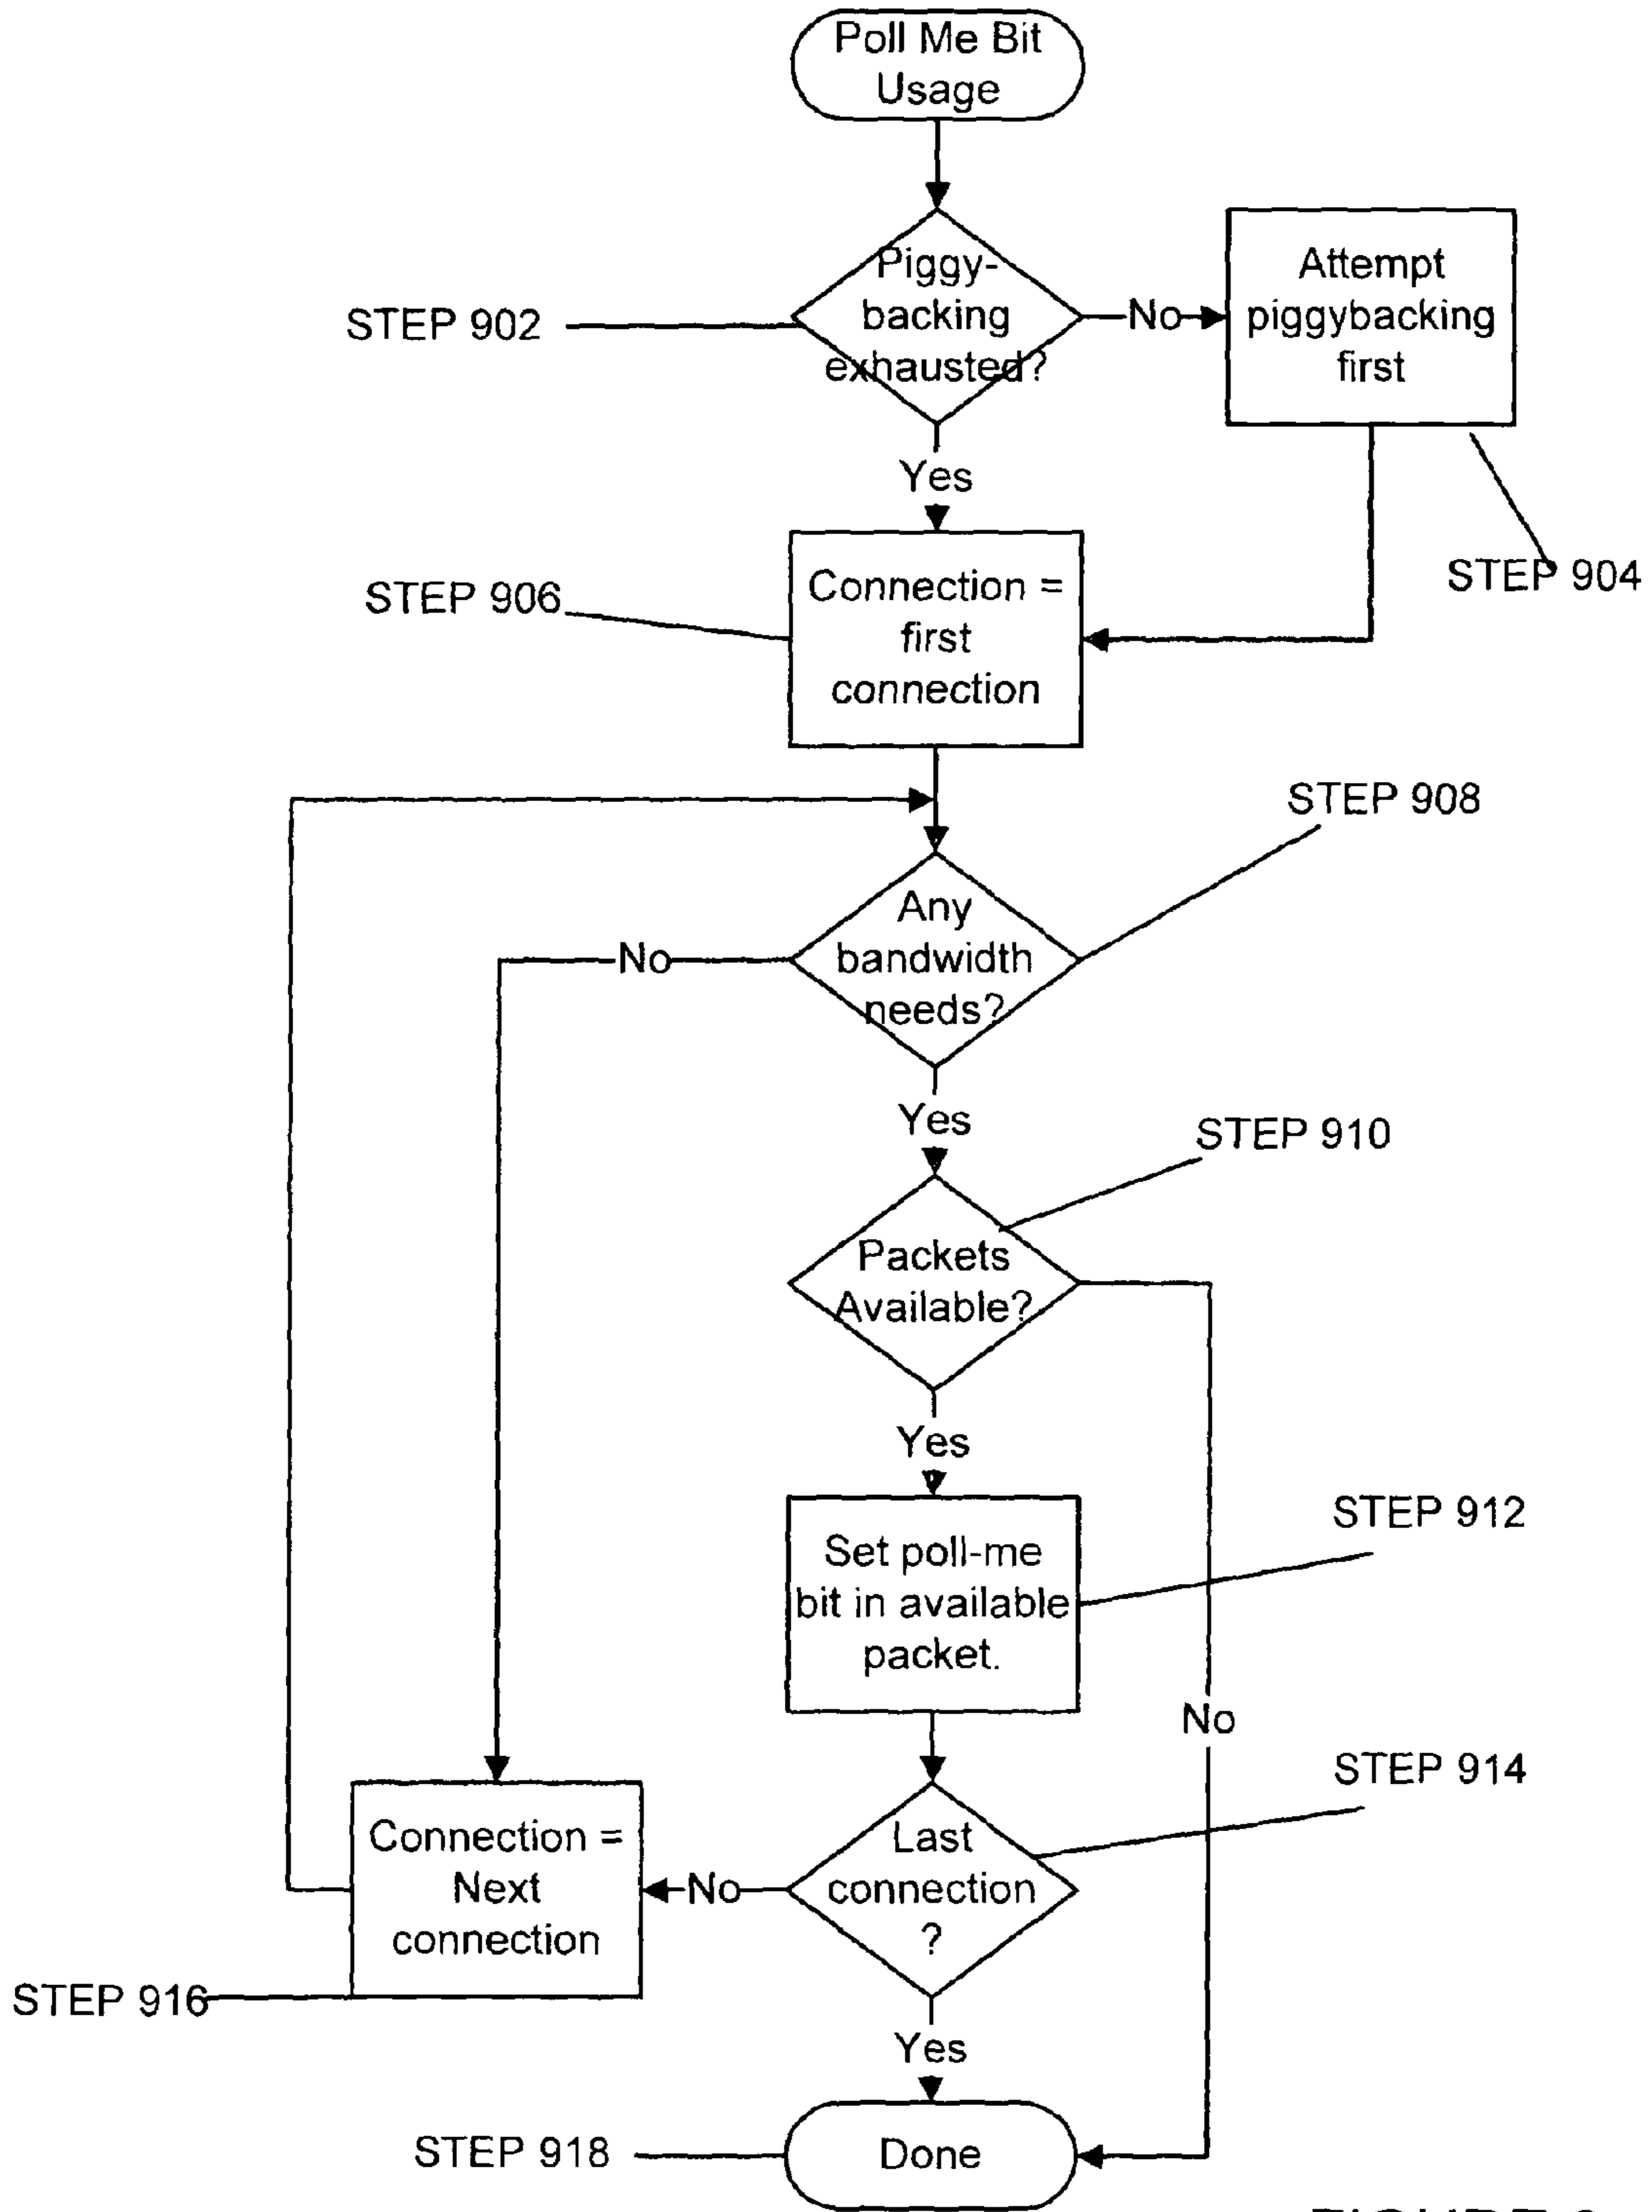 Poll Me Bit
Usage
Piggy-
backing
exhausted?
No
Attempt
piggybacking
first
STEP 902
Yes
STEP 904
Connection =
first
connection
STEP 906
STEP 908
Any
bandwidth
needs?
No
Yes
STEP 910
Packets
Available?
Yes
STEP 912
Set poll-me
bit in available
packet.
No
STEP 914
Connection =
Next
connection
No
Last
connection
?
STEP 916
Yes
STEP 918
Done